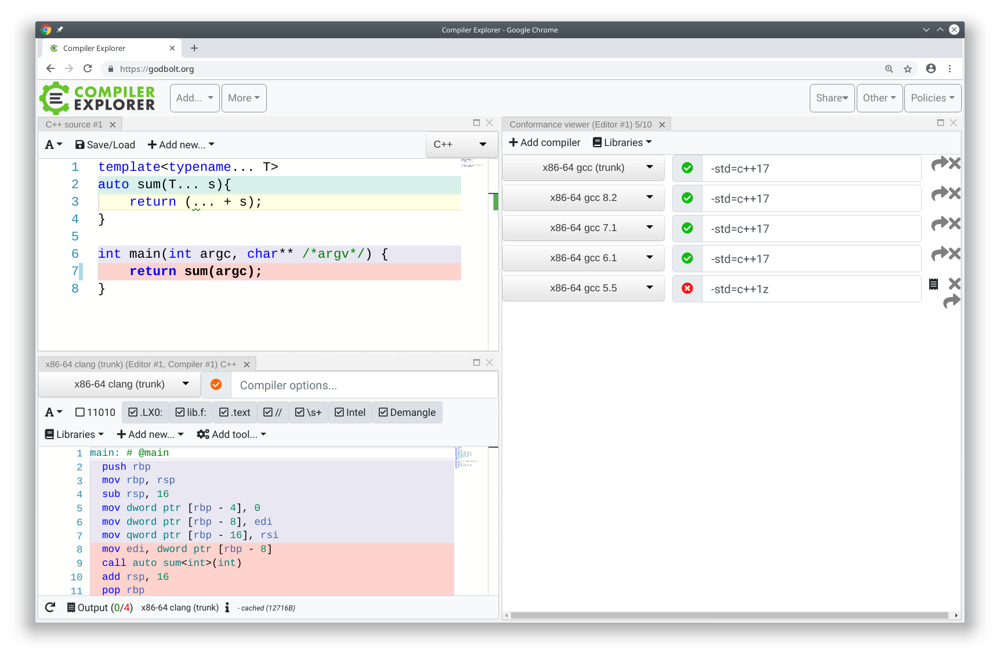 Compiler Explorer - Google Chrome
Compiler Explorer
https://godbolt.org
COMPILER
EXPLORER
Add...
More
Share
Other
Policies
C++ source #1
A
Save/Load
Add new...
C++
1 template<typename... T>
2 auto sum(T... s){
3     return (... + s);
4 }
5
6 int main(int argc, char** /*argv*/) {
7     return sum(argc);
8 }
x86-64 clang (trunk) (Editor #1, Compiler #1) C++
x86-64 clang (trunk)
Compiler options...
A
11010
.LX0:
lib.f:
.text
//
\s+
Intel
Demangle
Libraries
Add new...
Add tool...
1 main: # @main
2   push rbp
3   mov rbp, rsp
4   sub rsp, 16
5   mov dword ptr [rbp - 4], 0
6   mov dword ptr [rbp - 8], edi
7   mov qword ptr [rbp - 16], rsi
8   mov edi, dword ptr [rbp - 8]
9   call auto sum<int>(int)
10   add rsp, 16
11   pop rbp
Output (0/4) x86-64 clang (trunk) - cached (12716B)
Conformance viewer (Editor #1) 5/10
Add compiler
Libraries
x86-64 gcc (trunk) -std=c++17
x86-64 gcc 8.2 -std=c++17
x86-64 gcc 7.1 -std=c++17
x86-64 gcc 6.1 -std=c++17
x86-64 gcc 5.5 -std=c++1z